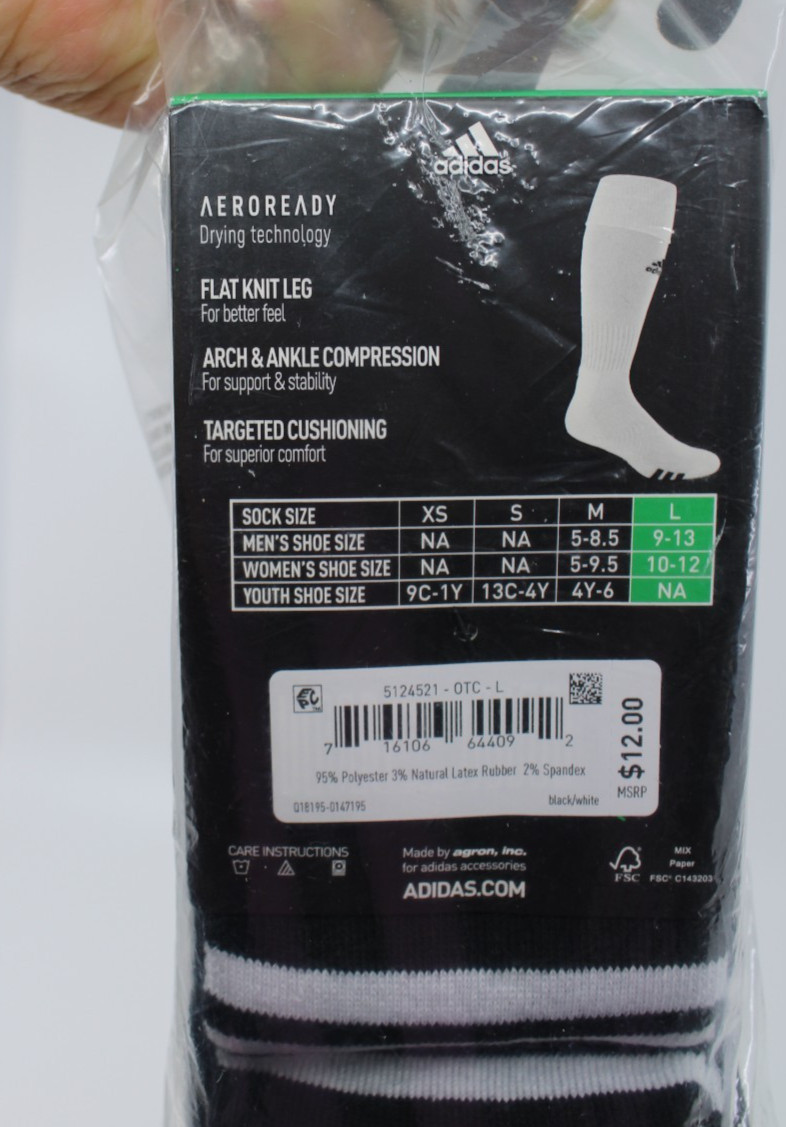 adidas
AEROREADY
Drying technology
FLAT KNIT LEG
For better feel
ARCH & ANKLE COMPRESSION
For support & stability
TARGETED CUSHIONING
For superior comfort
SOCK SIZE XS S M L
MEN'S SHOE SIZE NA NA 5-8.5 9-13
WOMEN'S SHOE SIZE NA NA 5-9.5 10-12
YOUTH SHOE SIZE 9C-1Y 13C-4Y 4Y-6 NA
5124521 - OTC - L
7 16106 64409 2
95% Polyester 3% Natural Latex Rubber 2% Spandex
Q18195-0147195 black/white
$12.00
MSRP
CARE INSTRUCTIONS
Made by agron, inc.
for adidas accessories
ADIDAS.COM
FSC
MIX
Paper
FSC® C143203